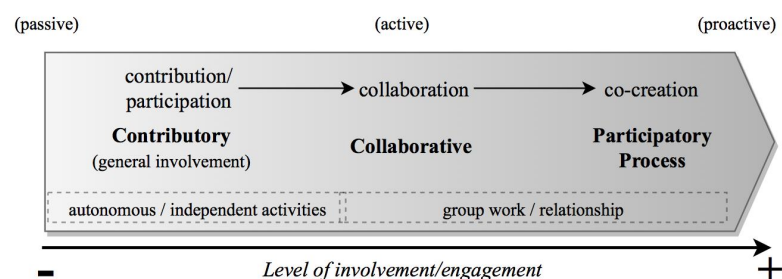 (passive)
(active)
(proactive)
contribution/
participation
collaboration
co-creation
Contributory
(general involvement)
Collaborative
Participatory
Process
autonomous / independent activities
group work / relationship
-
Level of involvement/engagement
+